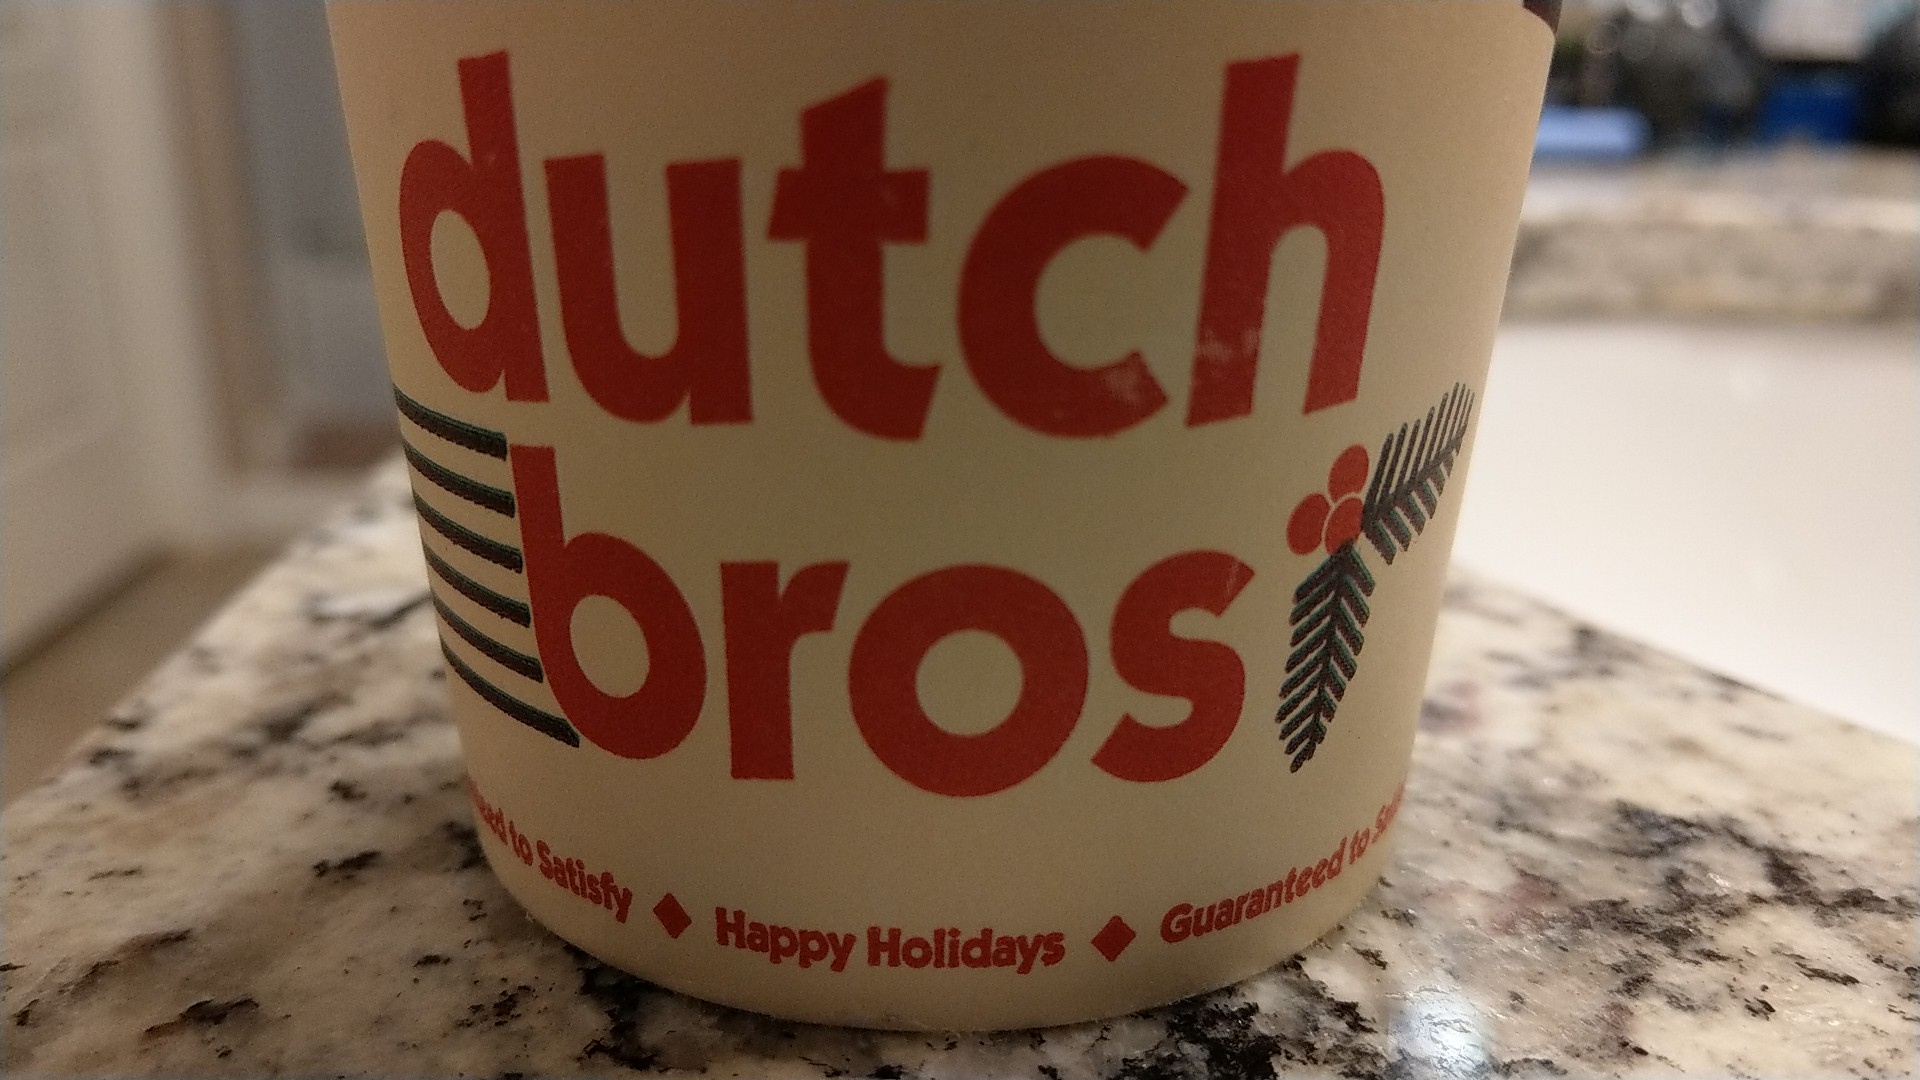 dutch
bros
to Satisfy ◆ Happy Holidays ◆ Guaranteed to